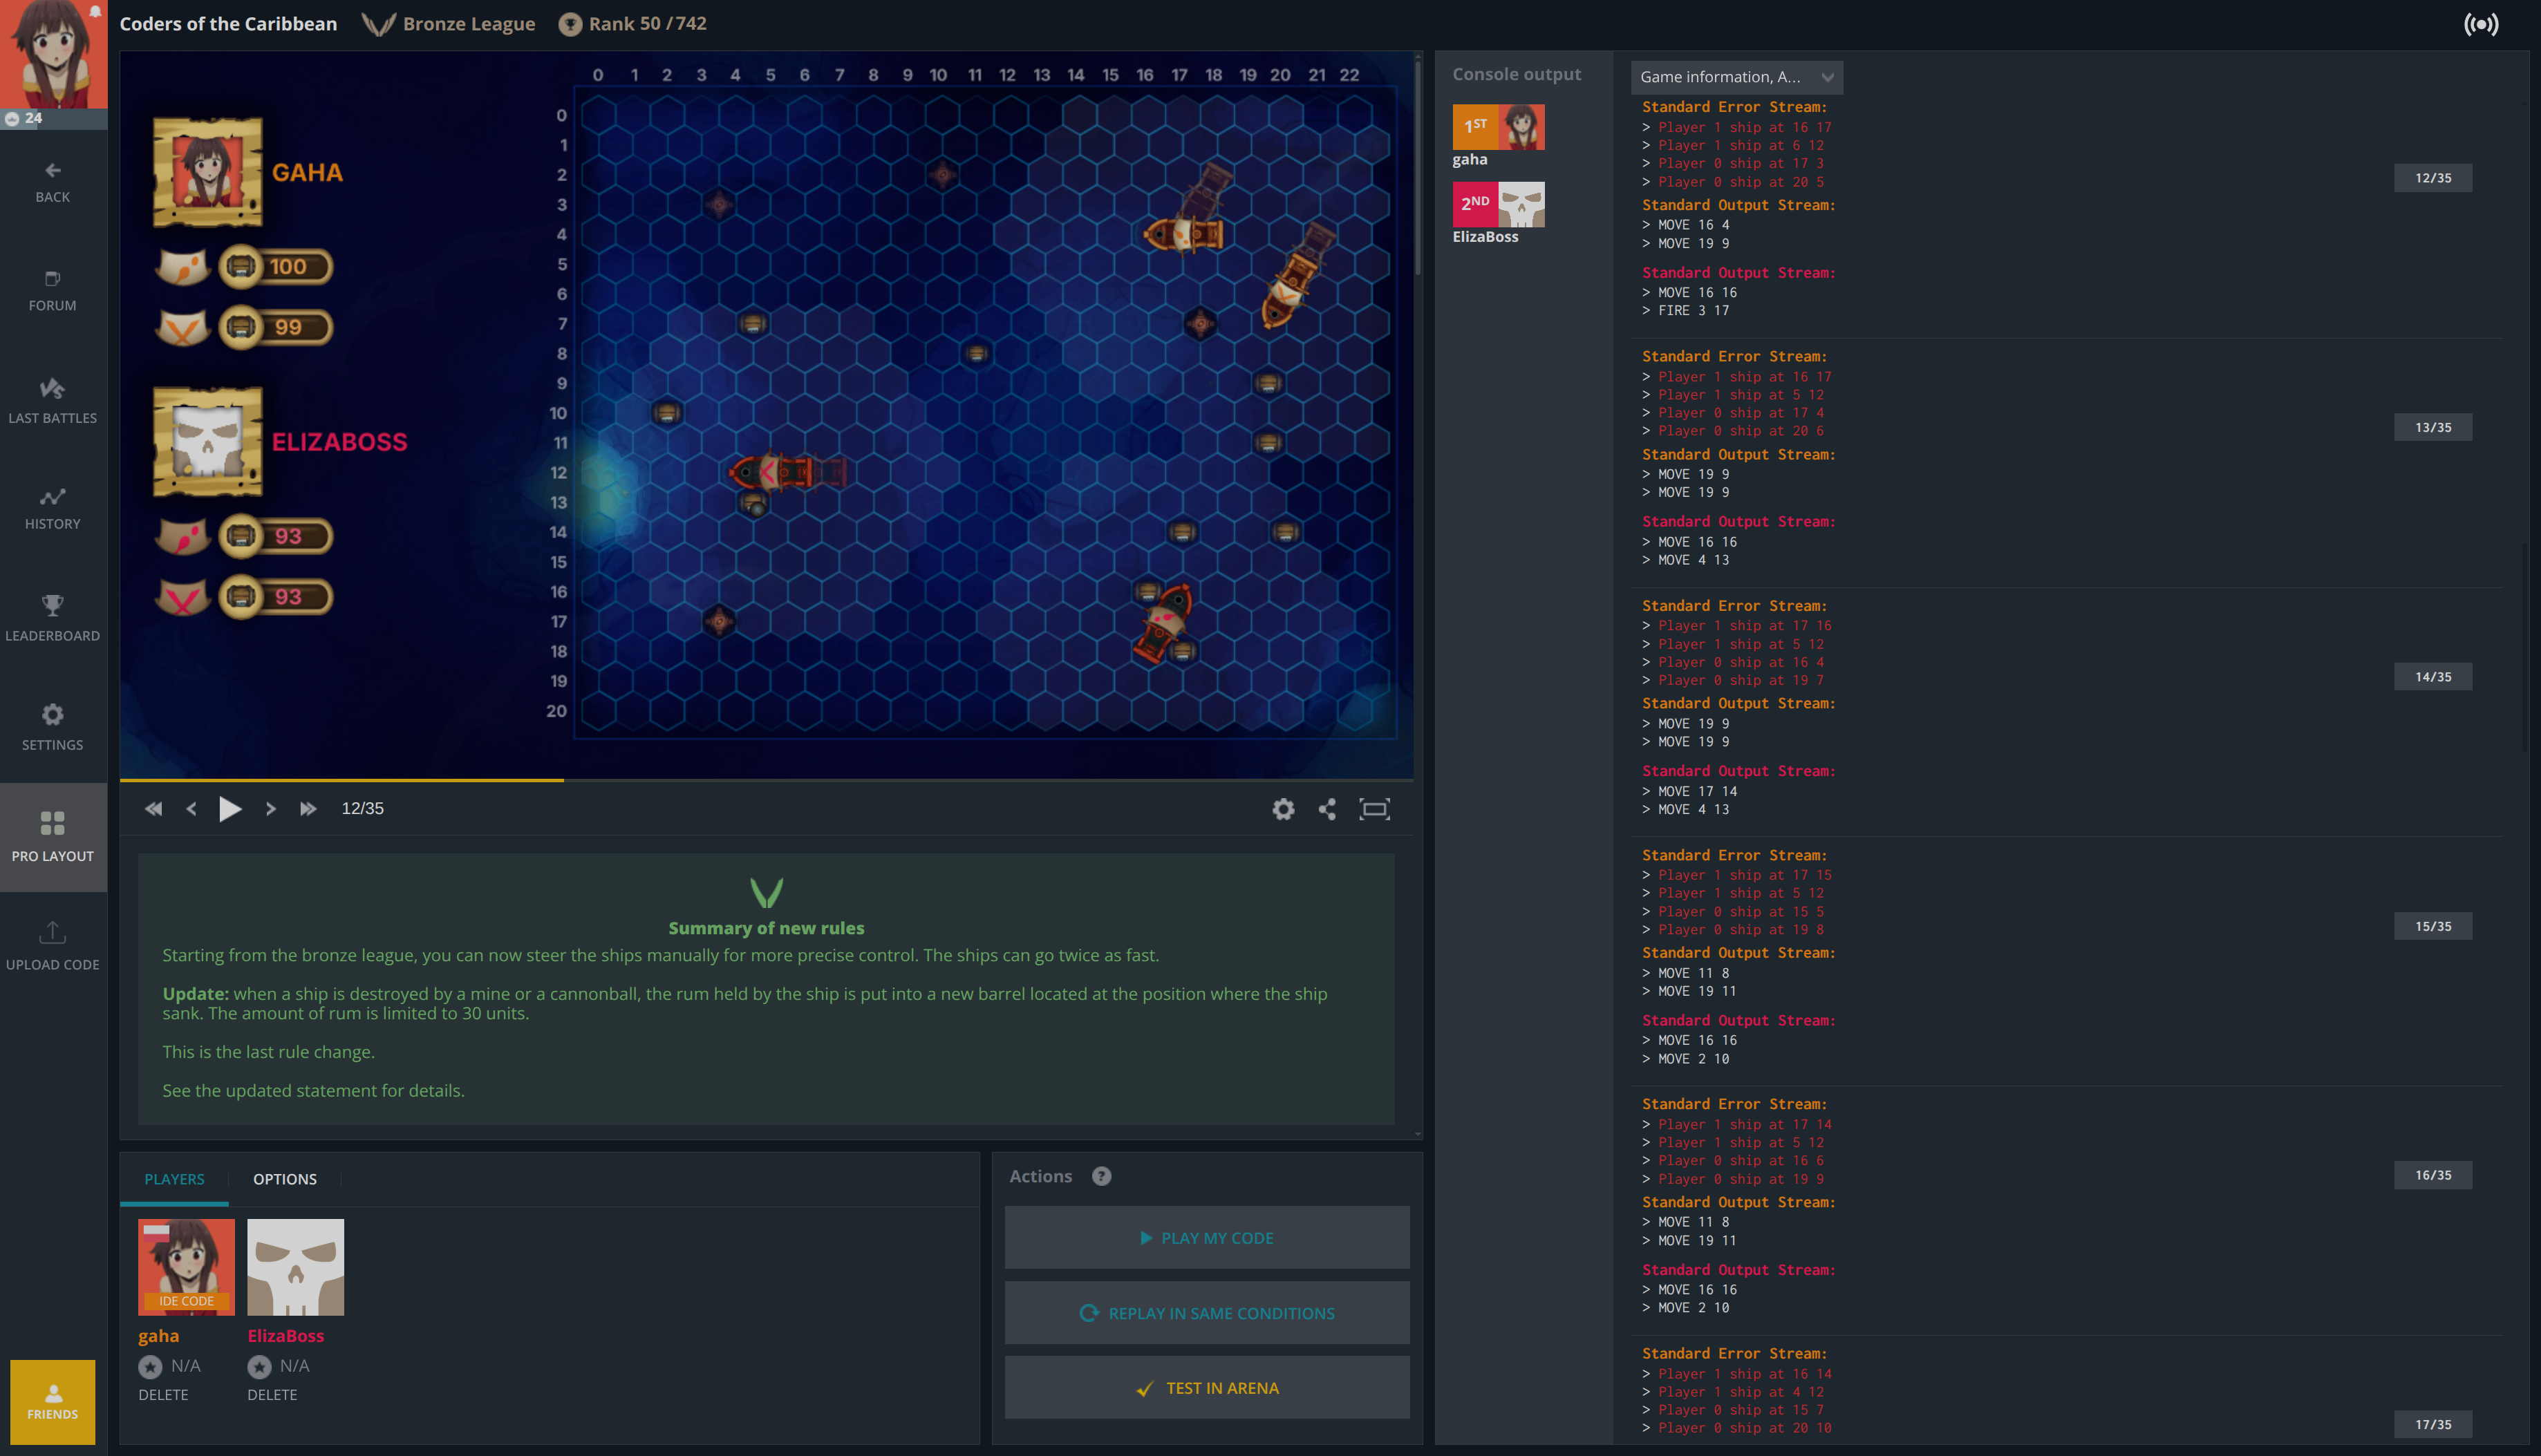 Coders of the Caribbean
Bronze League
Rank 50 / 742
24
BACK
FORUM
LAST BATTLES
HISTORY
LEADERBOARD
SETTINGS
PRO LAYOUT
UPLOAD CODE
FRIENDS
0 1 2 3 4 5 6 7 8 9 10 11 12 13 14 15 16 17 18 19 20 21 22
0
1
2
3
4
5
6
7
8
9
10
11
12
13
14
15
16
17
18
19
20
GAHA
100
99
ELIZABOSS
93
93
12/35
Summary of new rules
Starting from the bronze league, you can now steer the ships manually for more precise control. The ships can go twice as fast.
Update: when a ship is destroyed by a mine or a cannonball, the rum held by the ship is put into a new barrel located at the position where the ship
sank. The amount of rum is limited to 30 units.
This is the last rule change.
See the updated statement for details.
PLAYERS
OPTIONS
IDE CODE
gaha
N/A
DELETE
ElizaBoss
N/A
DELETE
Actions ?
PLAY MY CODE
REPLAY IN SAME CONDITIONS
TEST IN ARENA
Console output
1ST
gaha
2ND
ElizaBoss
Game information, A...
Standard Error Stream:
> Player 1 ship at 16 17
> Player 1 ship at 6 12
> Player 0 ship at 17 3
> Player 0 ship at 20 5
12/35
Standard Output Stream:
> MOVE 16 4
> MOVE 19 9
Standard Output Stream:
> MOVE 16 16
> FIRE 3 17
Standard Error Stream:
> Player 1 ship at 16 17
> Player 1 ship at 5 12
> Player 0 ship at 17 4
> Player 0 ship at 20 6
13/35
Standard Output Stream:
> MOVE 19 9
> MOVE 19 9
Standard Output Stream:
> MOVE 16 16
> MOVE 4 13
Standard Error Stream:
> Player 1 ship at 17 16
> Player 1 ship at 5 12
> Player 0 ship at 16 4
> Player 0 ship at 19 7
14/35
Standard Output Stream:
> MOVE 19 9
> MOVE 19 9
Standard Output Stream:
> MOVE 17 14
> MOVE 4 13
Standard Error Stream:
> Player 1 ship at 17 15
> Player 1 ship at 5 12
> Player 0 ship at 15 5
> Player 0 ship at 19 8
15/35
Standard Output Stream:
> MOVE 11 8
> MOVE 19 11
Standard Output Stream:
> MOVE 16 16
> MOVE 2 10
Standard Error Stream:
> Player 1 ship at 17 14
> Player 1 ship at 5 12
> Player 0 ship at 16 6
> Player 0 ship at 19 9
16/35
Standard Output Stream:
> MOVE 11 8
> MOVE 19 11
Standard Output Stream:
> MOVE 16 16
> MOVE 2 10
Standard Error Stream:
> Player 1 ship at 16 14
> Player 1 ship at 4 12
> Player 0 ship at 15 7
> Player 0 ship at 20 10
17/35